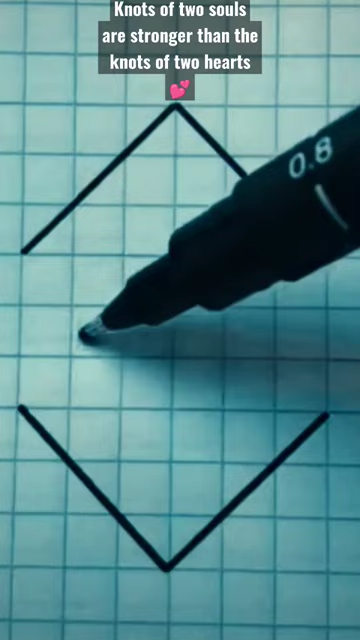 Knots of two souls
are stronger than the
knots of two hearts
💕
0.8